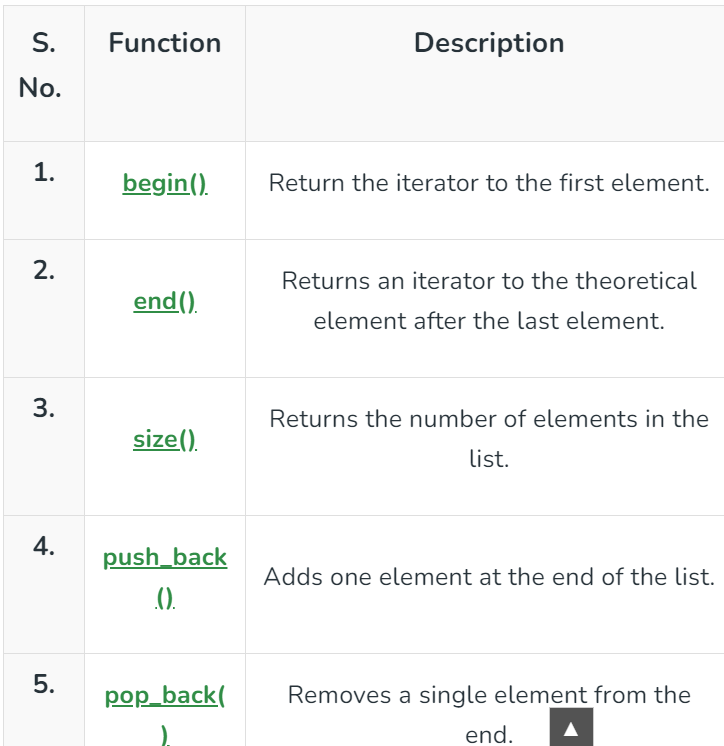 S. No. Function Description
1. begin() Return the iterator to the first element.
2. end() Returns an iterator to the theoretical
element after the last element.
3. size() Returns the number of elements in the
list.
4. push_back
() Adds one element at the end of the list.
5. pop_back(
) Removes a single element from the
end.
▲